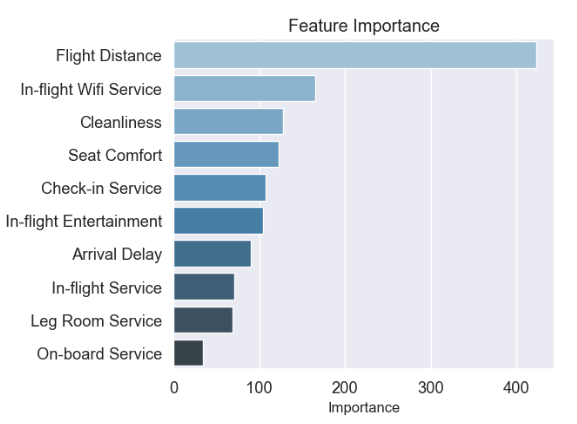 Feature Importance
Flight Distance
In-flight Wifi Service
Cleanliness
Seat Comfort
Check-in Service
In-flight Entertainment
Arrival Delay
In-flight Service
Leg Room Service
On-board Service
0 100 200 300 400
Importance